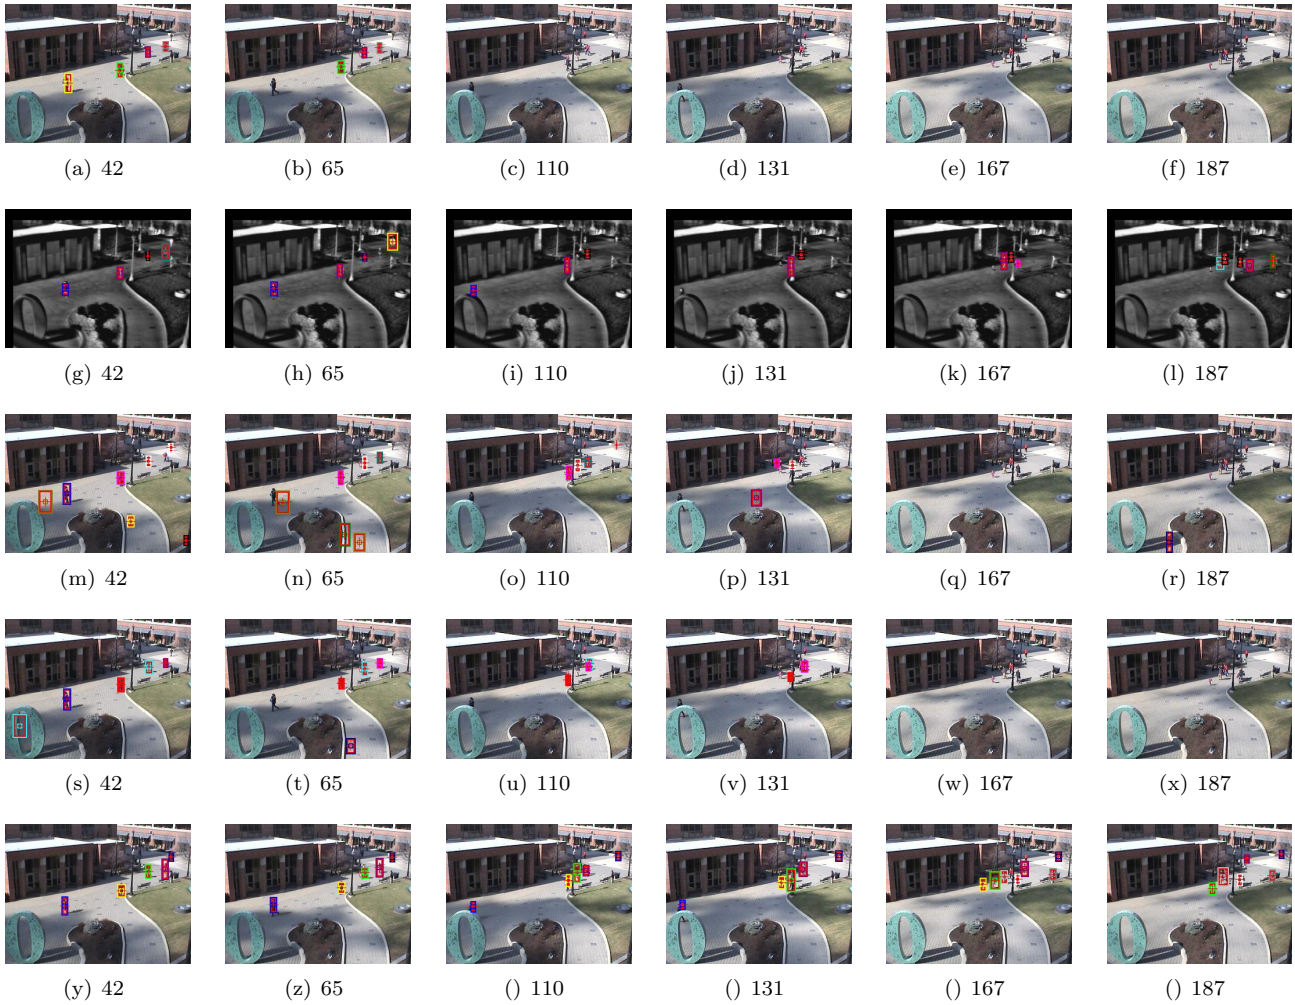 (a) 42 (b) 65 (c) 110 (d) 131 (e) 167 (f) 187
(g) 42 (h) 65 (i) 110 (j) 131 (k) 167 (l) 187
(m) 42 (n) 65 (o) 110 (p) 131 (q) 167 (r) 187
(s) 42 (t) 65 (u) 110 (v) 131 (w) 167 (x) 187
(y) 42 (z) 65 () 110 () 131 () 167 () 187